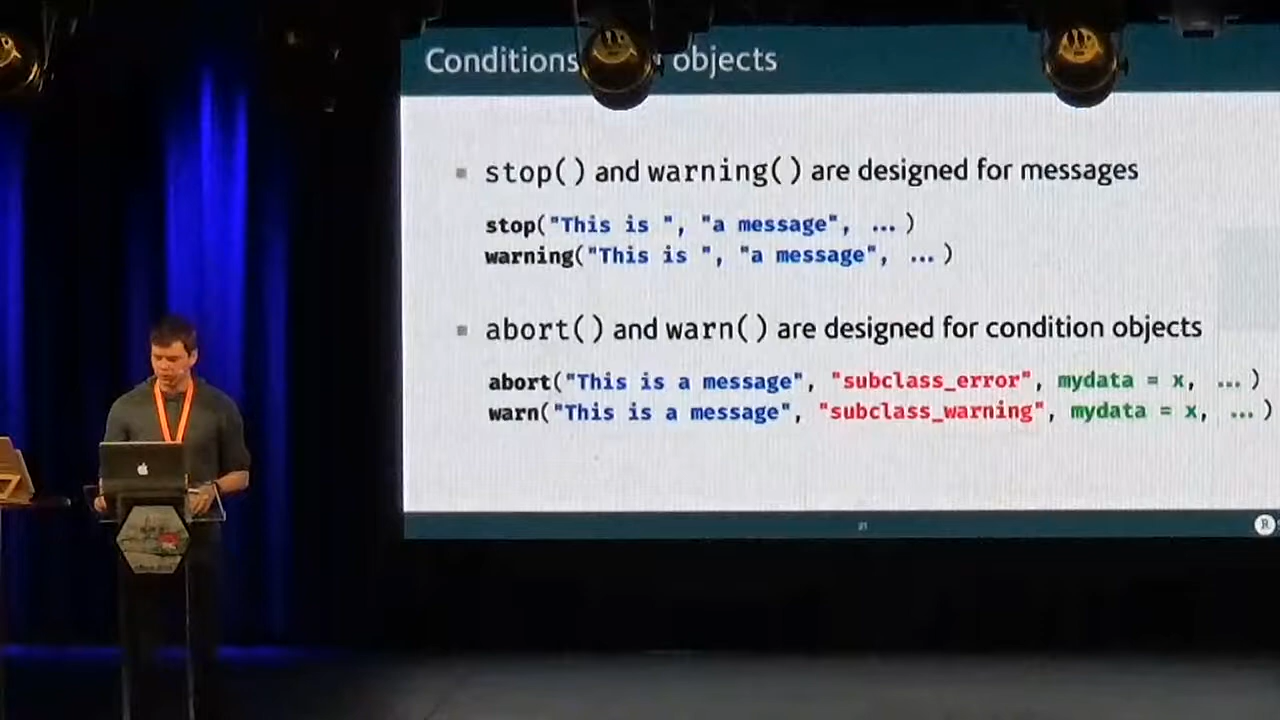 Conditions objects
stop() and warning() are designed for messages
stop("This is ", "a message", ... )
warning("This is ", "a message", ... )
abort() and warn() are designed for condition objects
abort("This is a message", "subclass_error", mydata = x, ... )
warn("This is a message", "subclass_warning", mydata = x, ... )
R